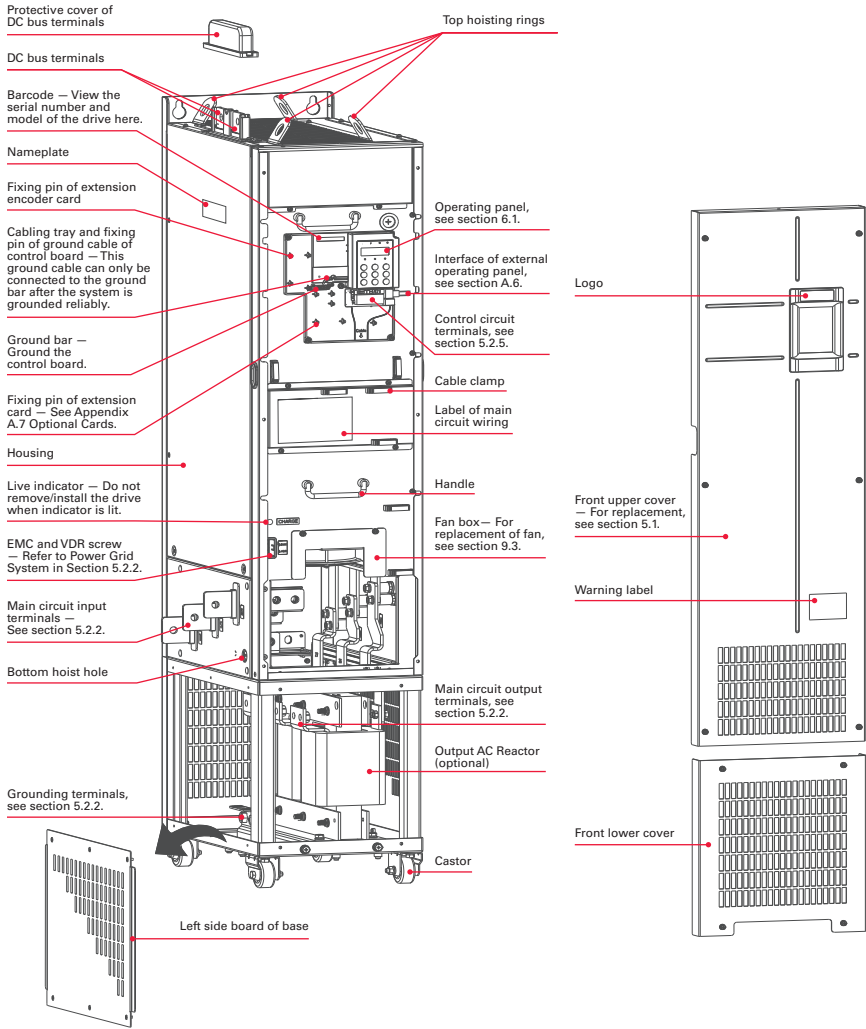 Protective cover of
DC bus terminals
DC bus terminals
Barcode — View the
serial number and
model of the drive here.
Nameplate
Fixing pin of extension
encoder card
Cabling tray and fixing
pin of ground cable of
control board — This
ground cable can only be
connected to the ground
bar after the system is
grounded reliably.
Ground bar —
Ground the
control board.
Fixing pin of extension
card — See Appendix
A.7 Optional Cards.
Housing
Live indicator — Do not
remove/install the drive
when indicator is lit.
EMC and VDR screw
— Refer to Power Grid
System in Section 5.2.2.
Main circuit input
terminals —
See section 5.2.2.
Bottom hoist hole
Grounding terminals,
see section 5.2.2.
Left side board of base
CHARGE
Top hoisting rings
Operating panel,
see section 6.1.
Interface of external
operating panel,
see section A.6.
Control circuit
terminals, see
section 5.2.5.
Cable clamp
Label of main
circuit wiring
Handle
Fan box— For
replacement of fan,
see section 9.3.
Main circuit output
terminals, see
section 5.2.2.
Output AC Reactor
(optional)
Castor
Logo
Front upper cover
— For replacement,
see section 5.1.
Warning label
Front lower cover